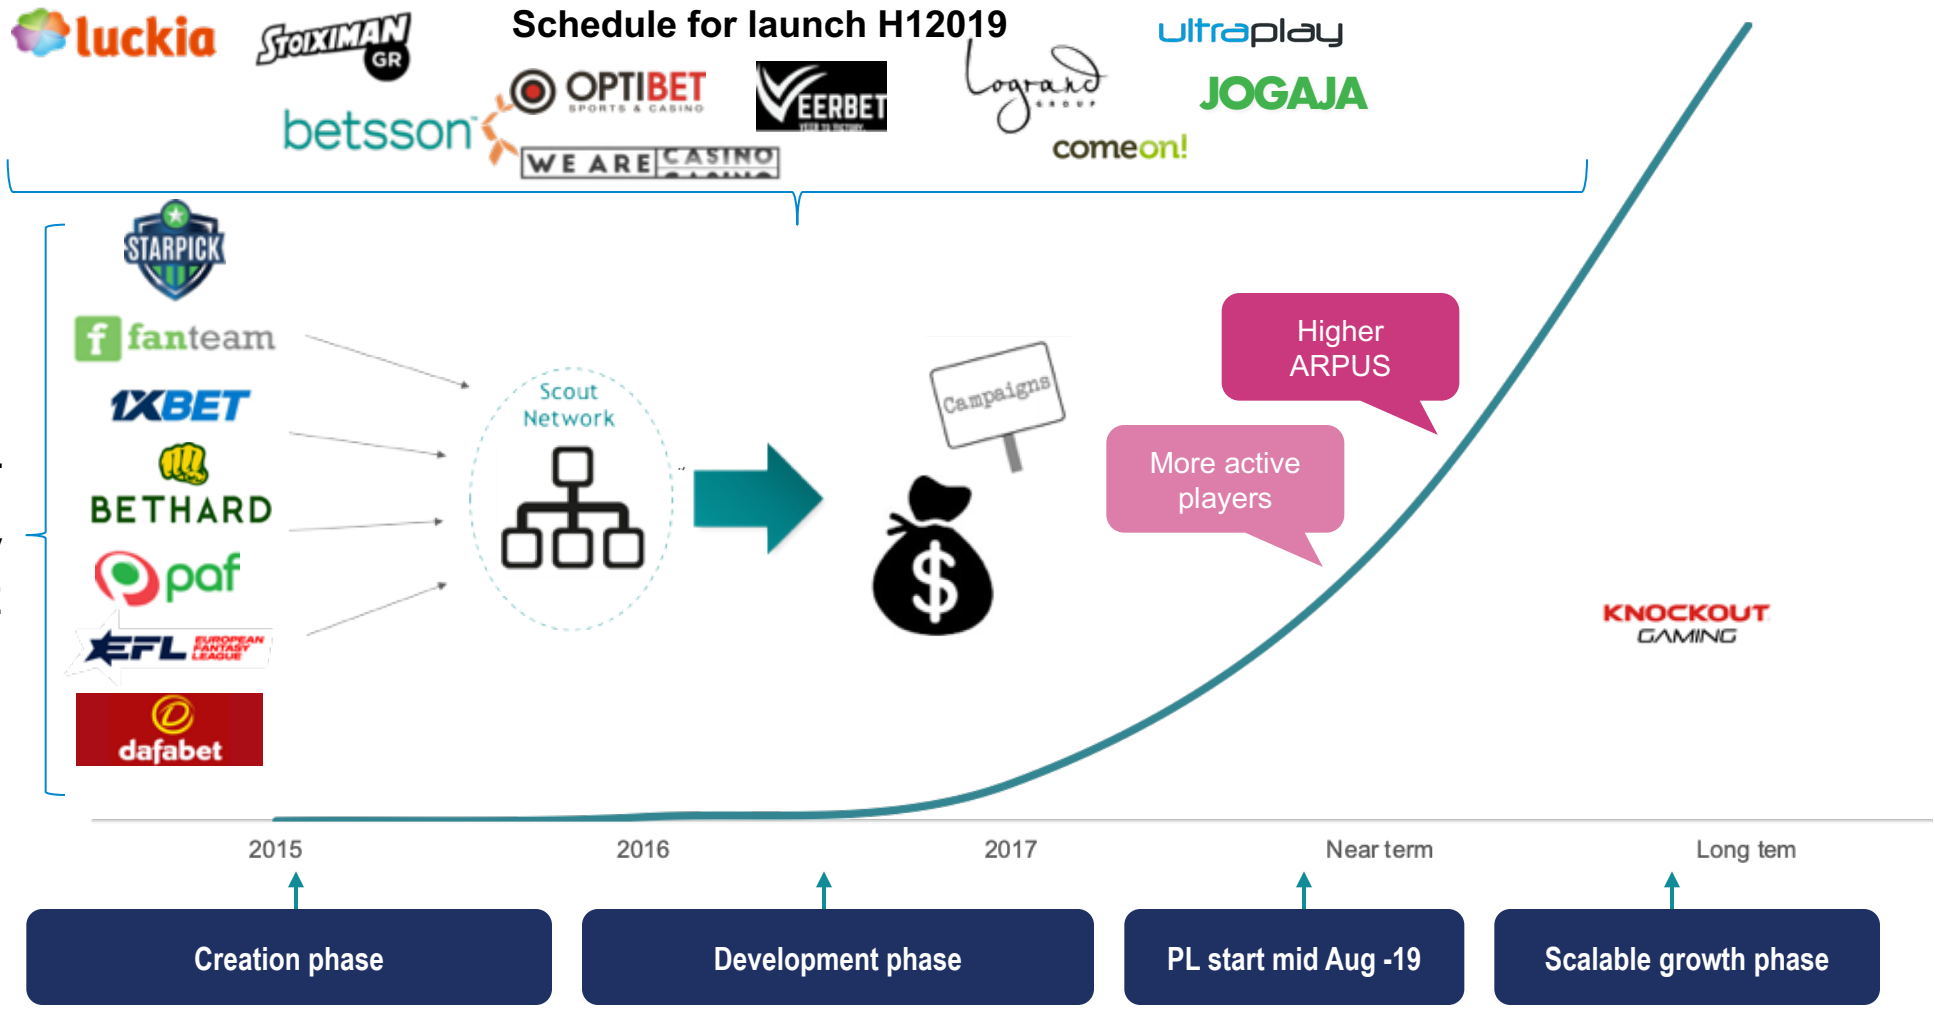 Schedule for launch H12019
luckia
STOIXIMAN
GR
OPTIBET
SPORTS & CASINO
VEERBET
Logrand
GROUP
ultraplay
JOGAJA
betsson
WE ARE CASINO
CASINO
comeon!
STARPICK
fanteam
1XBET
BETHARD
paf
EFL EUROPEAN
FANTASY
LEAGUE
dafabet
Scout
Network
Campaigns
$
Higher
ARPUS
More active
players
KNOCKOUT
GAMING
2015
2016
2017
Near term
Long tem
Creation phase
Development phase
PL start mid Aug -19
Scalable growth phase